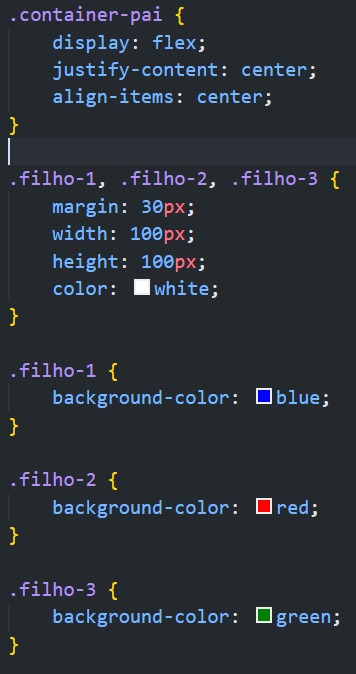 .container-pai {
    display: flex;
    justify-content: center;
    align-items: center;
}

.filho-1, .filho-2, .filho-3 {
    margin: 30px;
    width: 100px;
    height: 100px;
    color: white;
}

.filho-1 {
    background-color: blue;
}

.filho-2 {
    background-color: red;
}

.filho-3 {
    background-color: green;
}